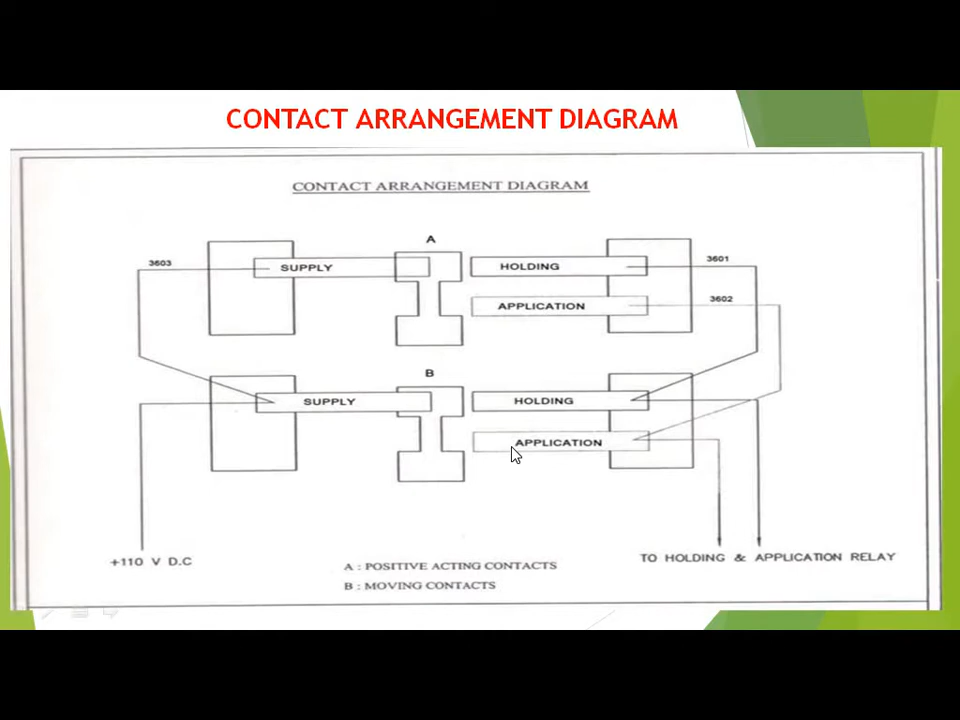 CONTACT ARRANGEMENT DIAGRAM
CONTACT ARRANGEMENT DIAGRAM
A
3603
SUPPLY
HOLDING
3601
APPLICATION
3602
B
SUPPLY
HOLDING
APPLICATION
+110 V D.C
TO HOLDING & APPLICATION RELAY
A : POSITIVE ACTING CONTACTS
B : MOVING CONTACTS